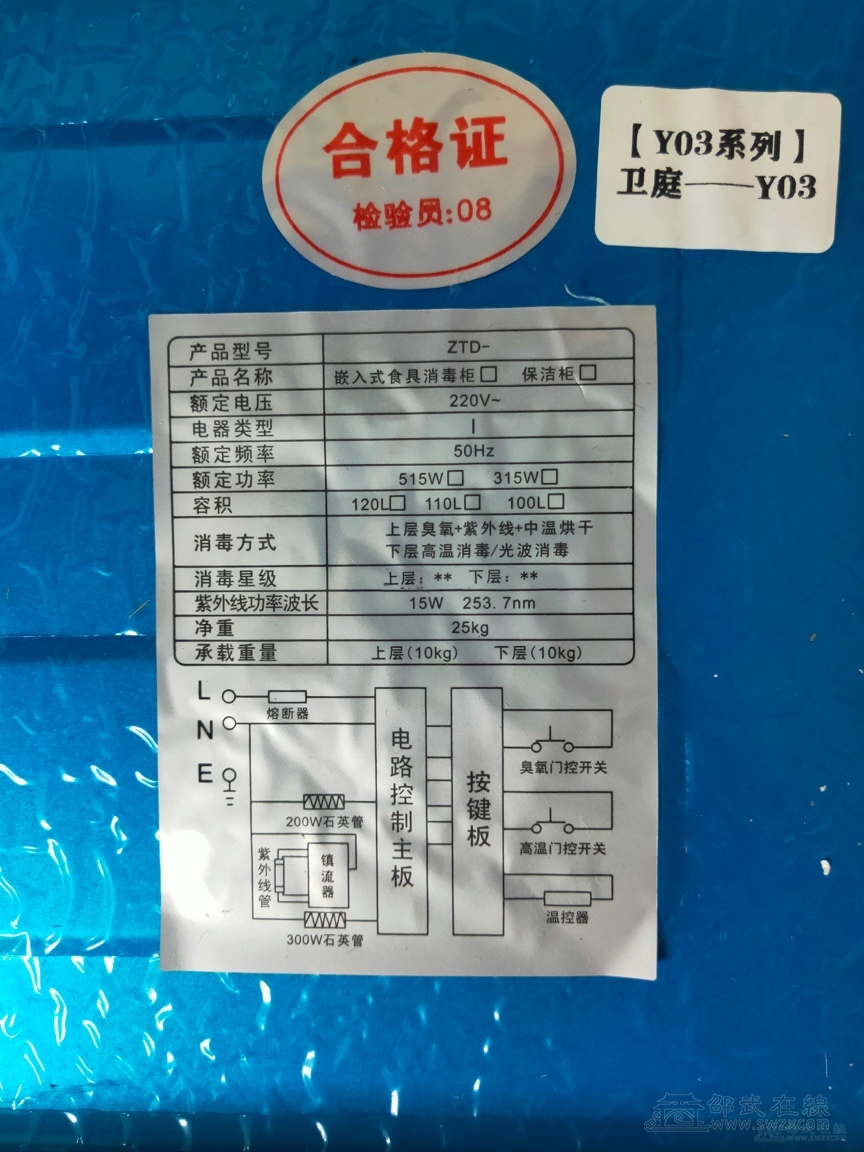 合格证
检验员:08
【Y03系列】
卫庭——Y03
产品型号 ZTD-
产品名称 嵌入式食具消毒柜□ 保洁柜□
额定电压 220V~
电器类型 I
额定频率 50Hz
额定功率 515W□ 315W□
容积 120L□ 110L□ 100L□
消毒方式 上层臭氧+紫外线+中温烘干
下层高温消毒/光波消毒
消毒星级 上层：** 下层：**
紫外线功率波长 15W 253.7nm
净重 25kg
承载重量 上层(10kg) 下层(10kg)
L
熔断器
N
E
200W石英管
紫外线管
镇流器
300W石英管
电路控制主板
按键板
臭氧门控开关
高温门控开关
温控器
邵武在線
www.swzx.com
www.swzx.com